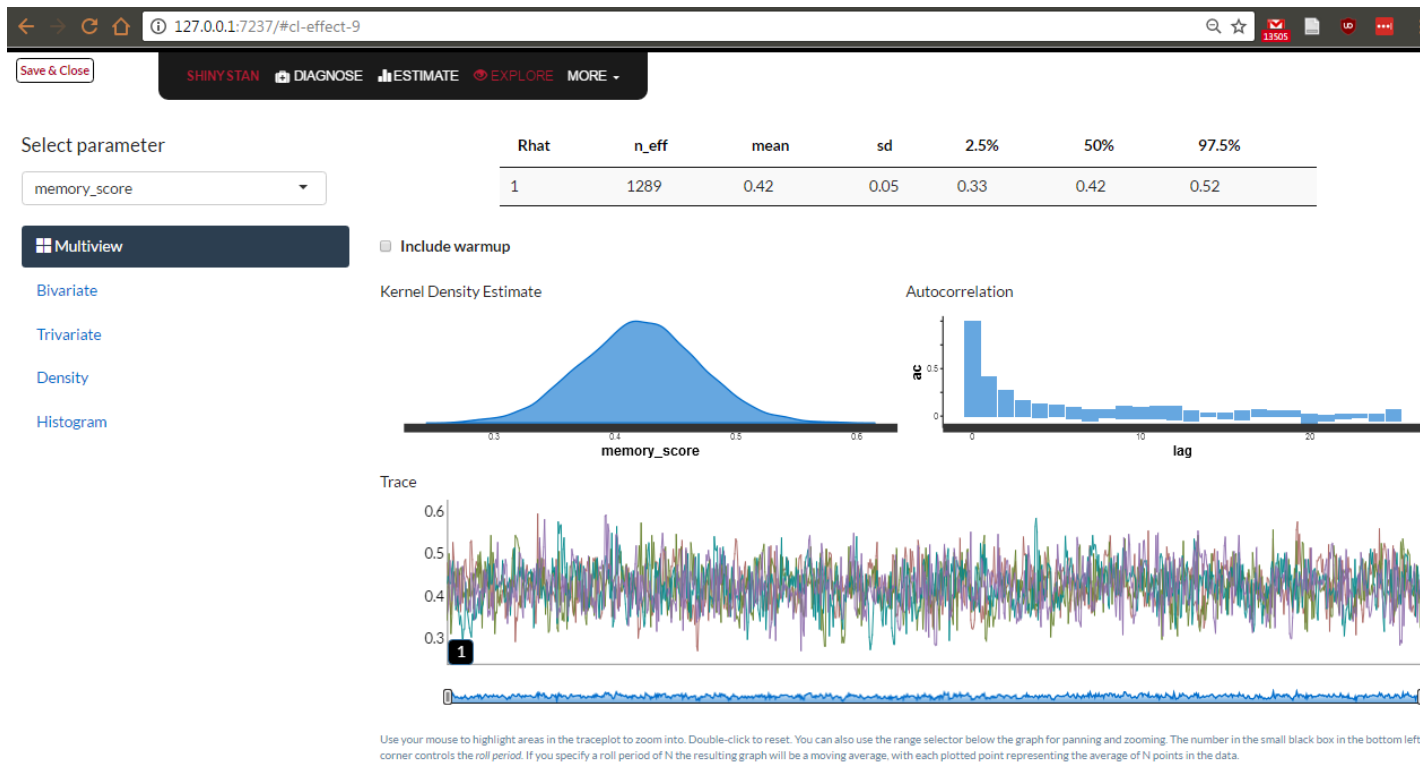 127.0.0.1:7237/#cl-effect-9
13505
UD
Save & Close
SHINYSTAN DIAGNOSE ESTIMATE EXPLORE MORE
Select parameter
memory_score
Rhat n_eff mean sd 2.5% 50% 97.5%
1 1289 0.42 0.05 0.33 0.42 0.52
Multiview
Bivariate
Trivariate
Density
Histogram
Include warmup
Kernel Density Estimate
0.3 0.4 0.5 0.6
memory_score
Autocorrelation
ac
0.5
0
0 10 20
lag
Trace
0.6
0.5
0.4
0.3
1
Use your mouse to highlight areas in the traceplot to zoom into. Double-click to reset. You can also use the range selector below the graph for panning and zooming. The number in the small black box in the bottom left
corner controls the roll period. If you specify a roll period of N the resulting graph will be a moving average, with each plotted point representing the average of N points in the data.